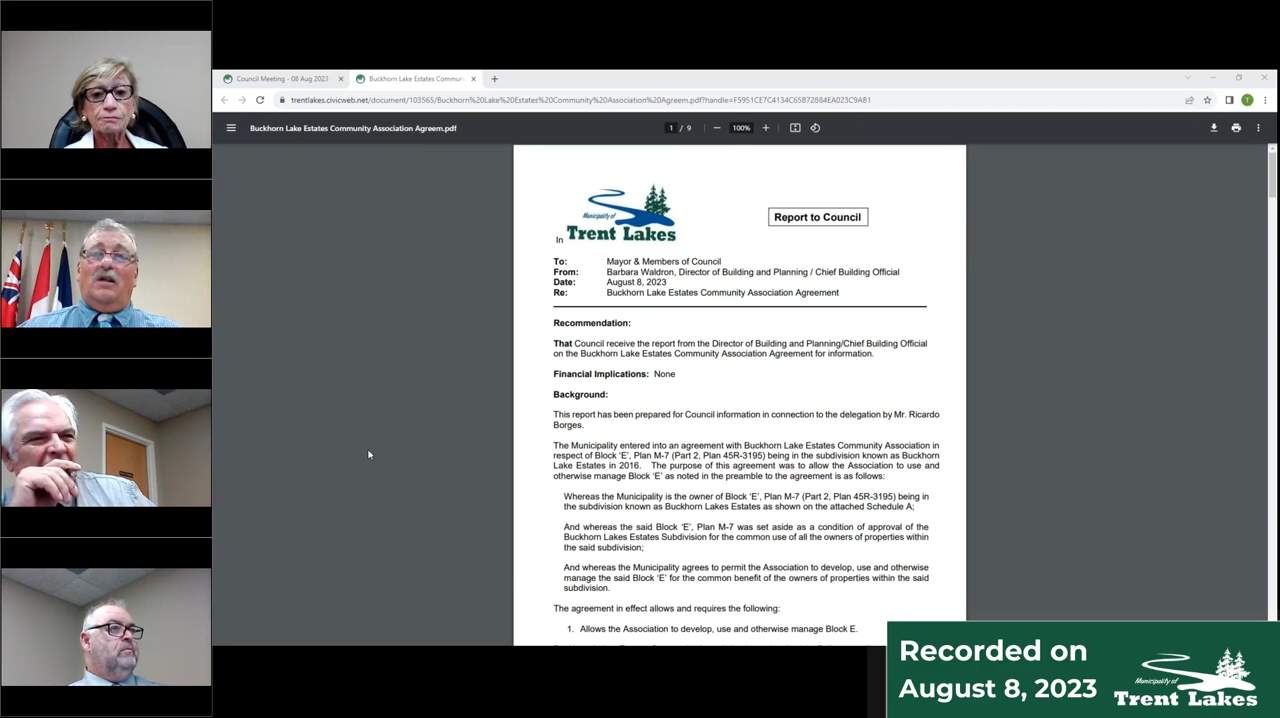 Council Meeting - 08 Aug 2023
Buckhorn Lake Estates Commun
trentlakes.civicweb.net/document/103565/Buckhorn%20Lake%20Estates%20Community%20Association%20Agreem.pdf?handle=F5951CE7C4134C65B72884EA023C9AB1
T
Buckhorn Lake Estates Community Association Agreem.pdf
1 / 9
100%
Municipality of
Trent Lakes
In
Report to Council
To: Mayor & Members of Council
From: Barbara Waldron, Director of Building and Planning / Chief Building Official
Date: August 8, 2023
Re: Buckhorn Lake Estates Community Association Agreement
Recommendation:
That Council receive the report from the Director of Building and Planning/Chief Building Official
on the Buckhorn Lake Estates Community Association Agreement for information.
Financial Implications: None
Background:
This report has been prepared for Council information in connection to the delegation by Mr. Ricardo
Borges.
The Municipality entered into an agreement with Buckhorn Lake Estates Community Association in
respect of Block ‘E’, Plan M-7 (Part 2, Plan 45R-3195) being in the subdivision known as Buckhorn
Lake Estates in 2016. The purpose of this agreement was to allow the Association to use and
otherwise manage Block ‘E’ as noted in the preamble to the agreement is as follows:
Whereas the Municipality is the owner of Block ‘E’, Plan M-7 (Part 2, Plan 45R-3195) being in
the subdivision known as Buckhorn Lakes Estates as shown on the attached Schedule A;
And whereas the said Block ‘E’, Plan M-7 was set aside as a condition of approval of the
Buckhorn Lakes Estates Subdivision for the common use of all the owners of properties within
the said subdivision;
And whereas the Municipality agrees to permit the Association to develop, use and otherwise
manage the said Block ‘E’ for the common benefit of the owners of properties within the said
subdivision.
The agreement in effect allows and requires the following:
1. Allows the Association to develop, use and otherwise manage Block E.
Recorded on
August 8, 2023
Municipality of
Trent Lakes